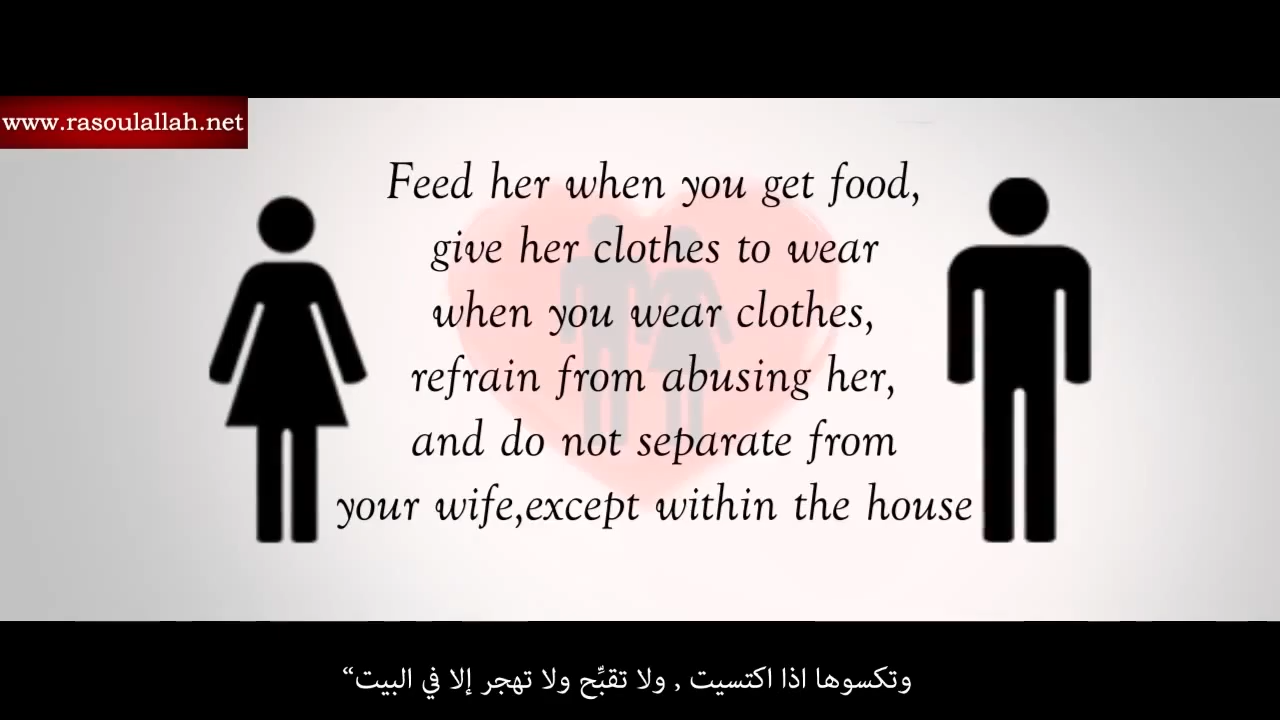 www.rasoulallah.net
Feed her when you get food,
give her clothes to wear
when you wear clothes,
refrain from abusing her,
and do not separate from
your wife,except within the house
وتكسوها اذا اكتسيت , ولا تقبِّح ولا تهجر إلا في البيت“